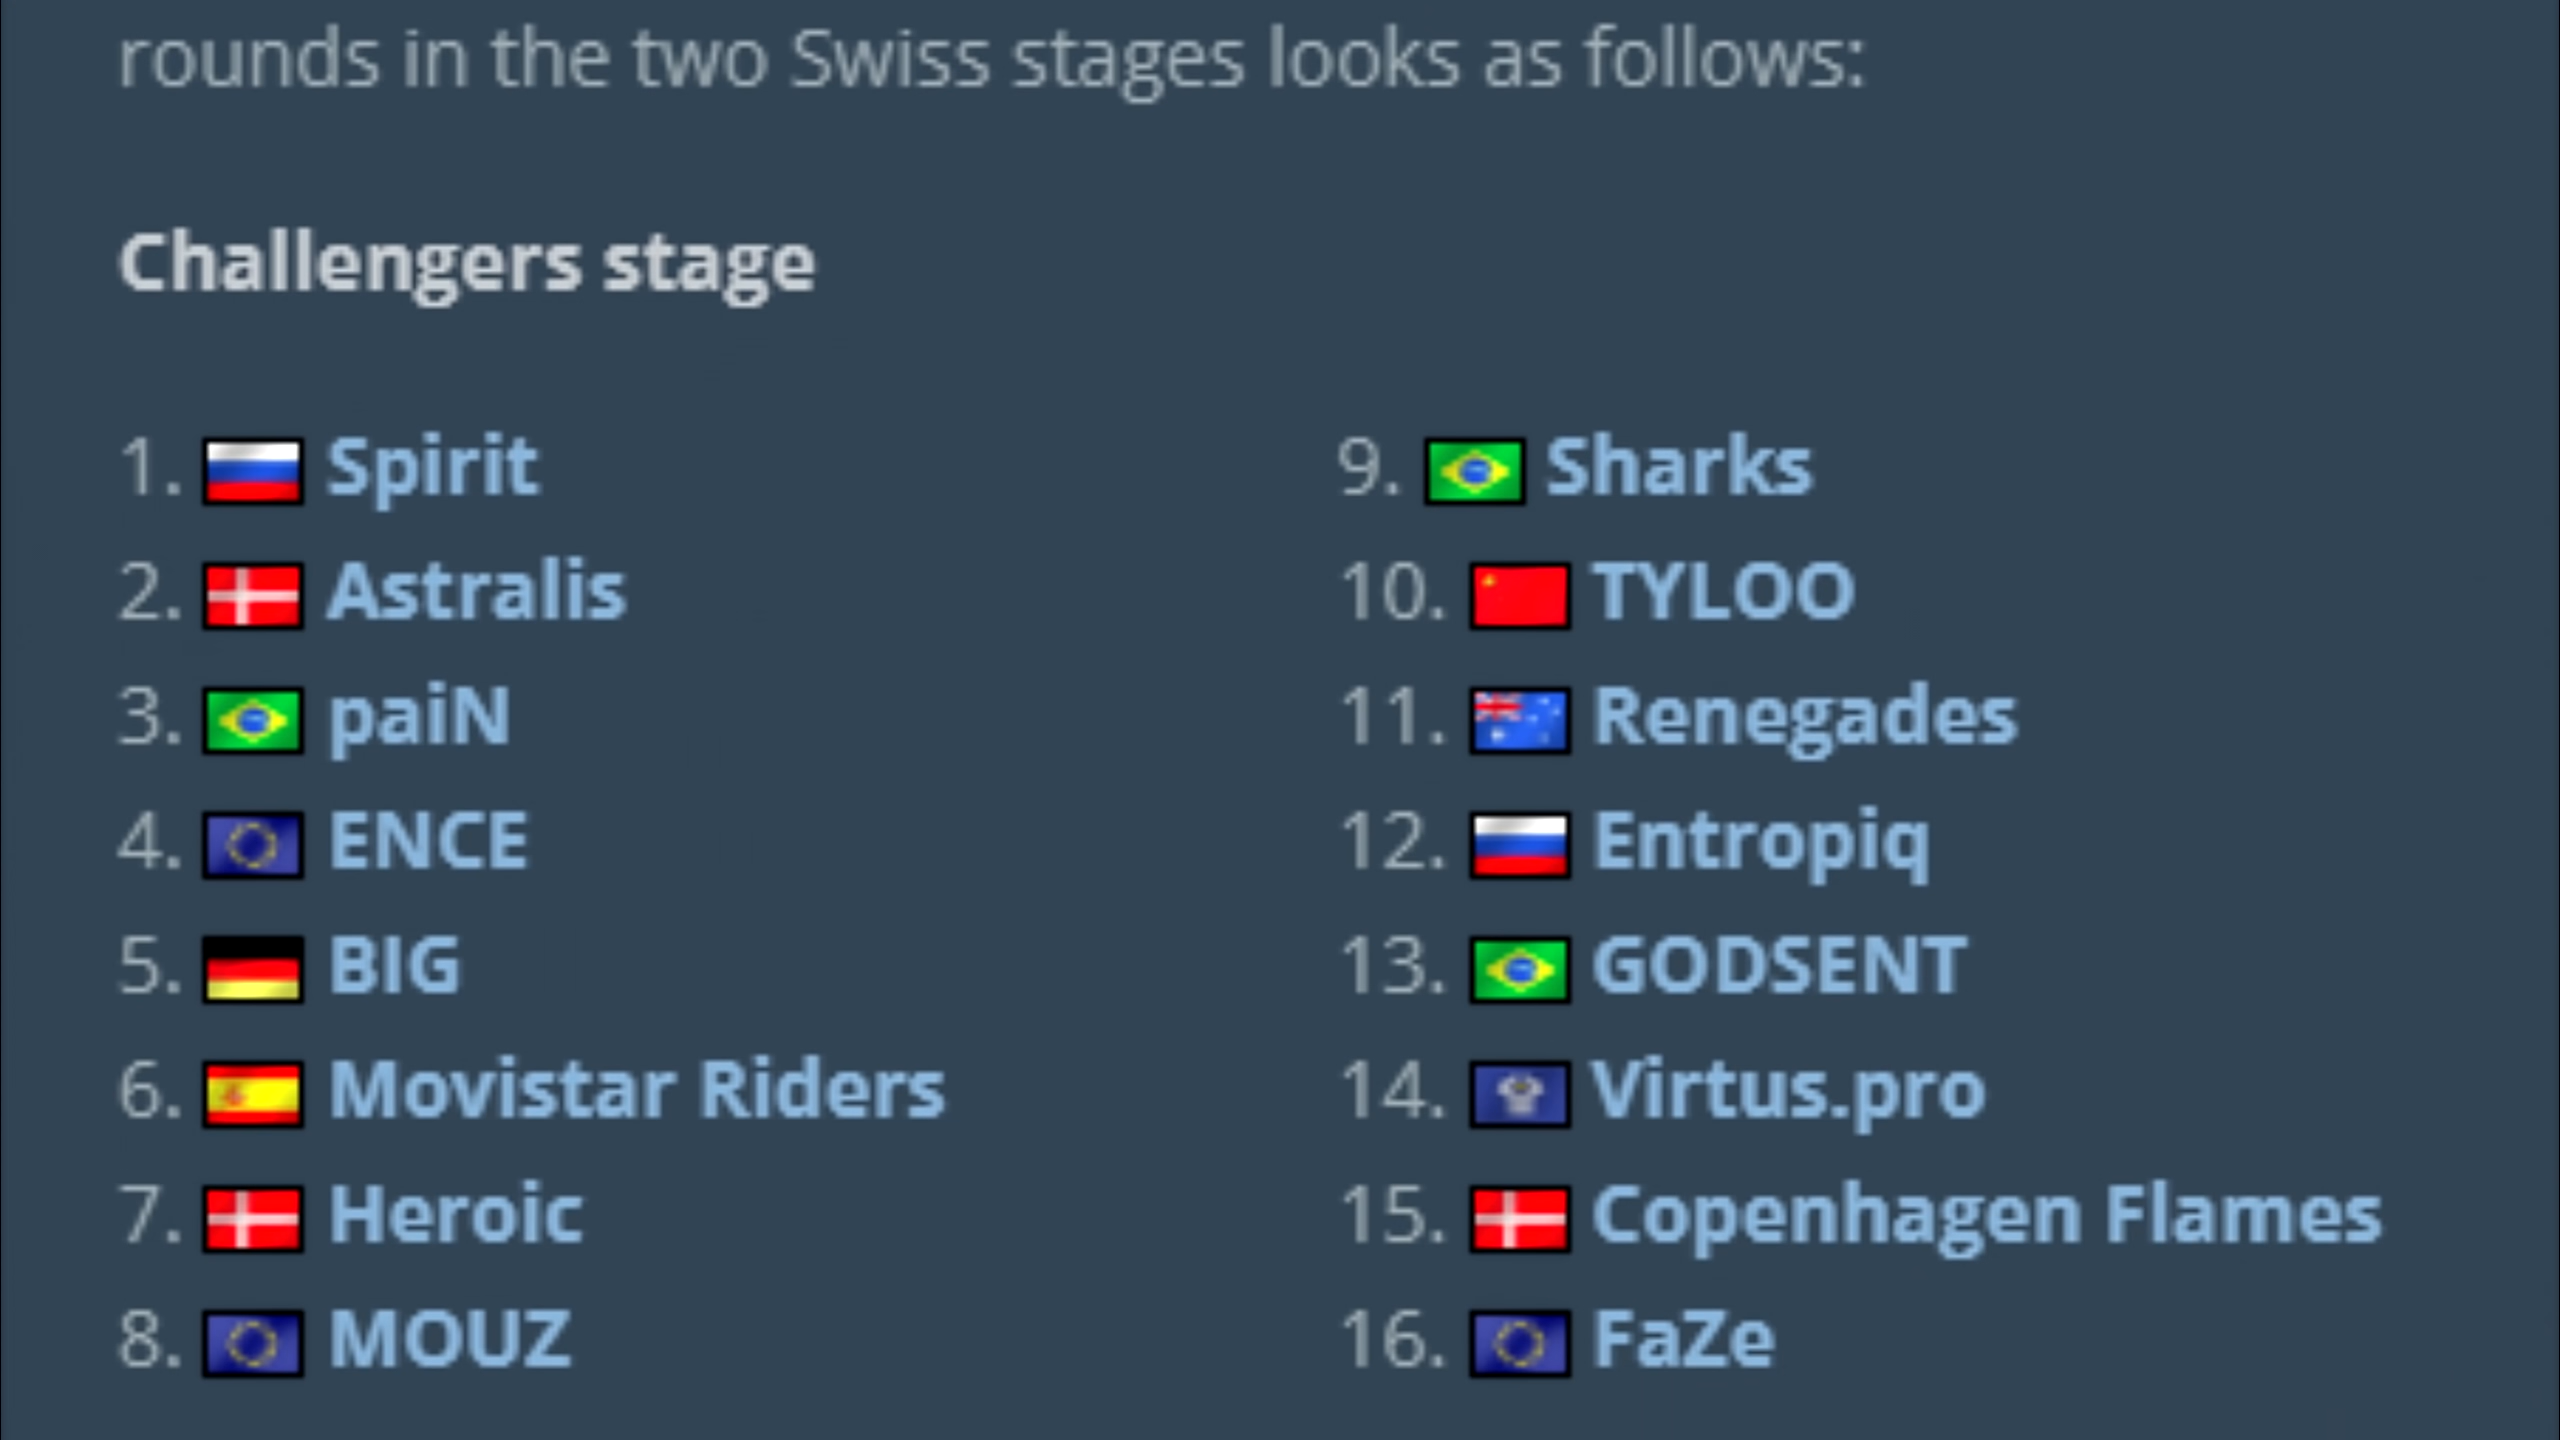 rounds in the two Swiss stages looks as follows:
Challengers stage
1. Spirit
2. Astralis
3. paiN
4. ENCE
5. BIG
6. Movistar Riders
7. Heroic
8. MOUZ
9. Sharks
10. TYLOO
11. Renegades
12. Entropiq
13. GODSENT
14. Virtus.pro
15. Copenhagen Flames
16. FaZe